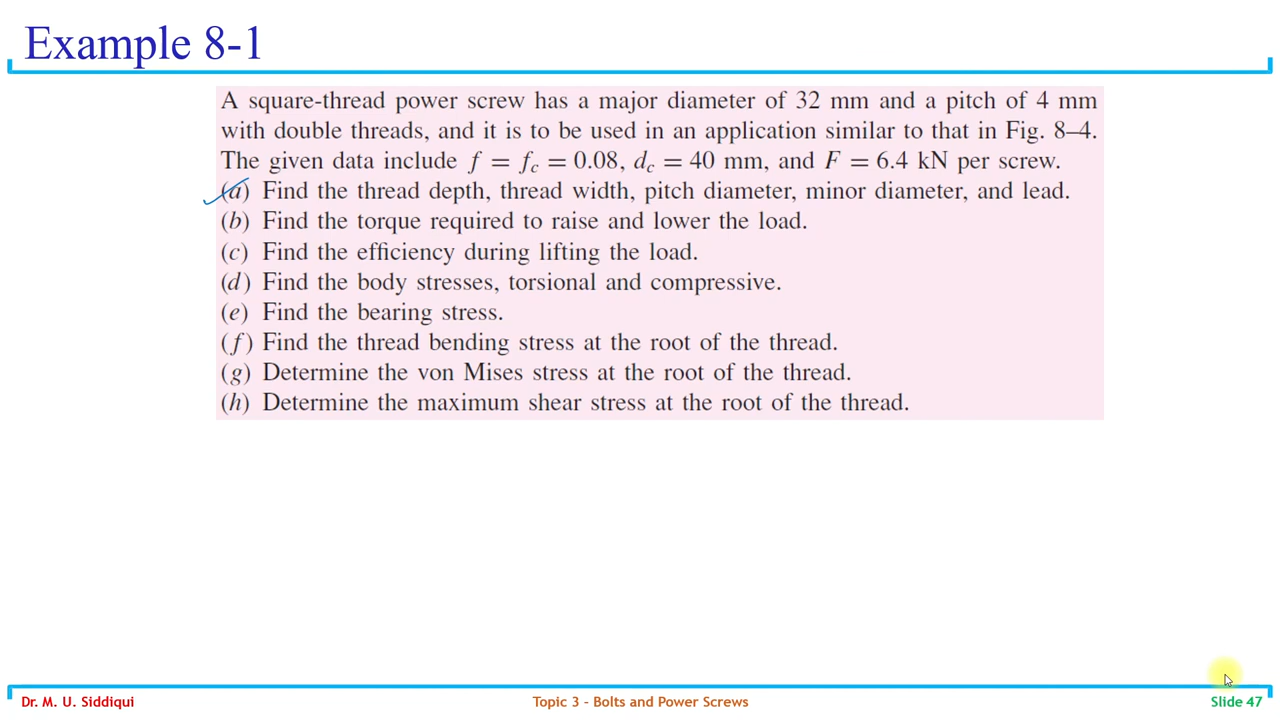 Example 8-1
A square-thread power screw has a major diameter of 32 mm and a pitch of 4 mm
with double threads, and it is to be used in an application similar to that in Fig. 8–4.
The given data include f = fc = 0.08, dc = 40 mm, and F = 6.4 kN per screw.
(a) Find the thread depth, thread width, pitch diameter, minor diameter, and lead.
(b) Find the torque required to raise and lower the load.
(c) Find the efficiency during lifting the load.
(d) Find the body stresses, torsional and compressive.
(e) Find the bearing stress.
(f) Find the thread bending stress at the root of the thread.
(g) Determine the von Mises stress at the root of the thread.
(h) Determine the maximum shear stress at the root of the thread.
Dr. M. U. Siddiqui
Topic 3 - Bolts and Power Screws
Slide 47